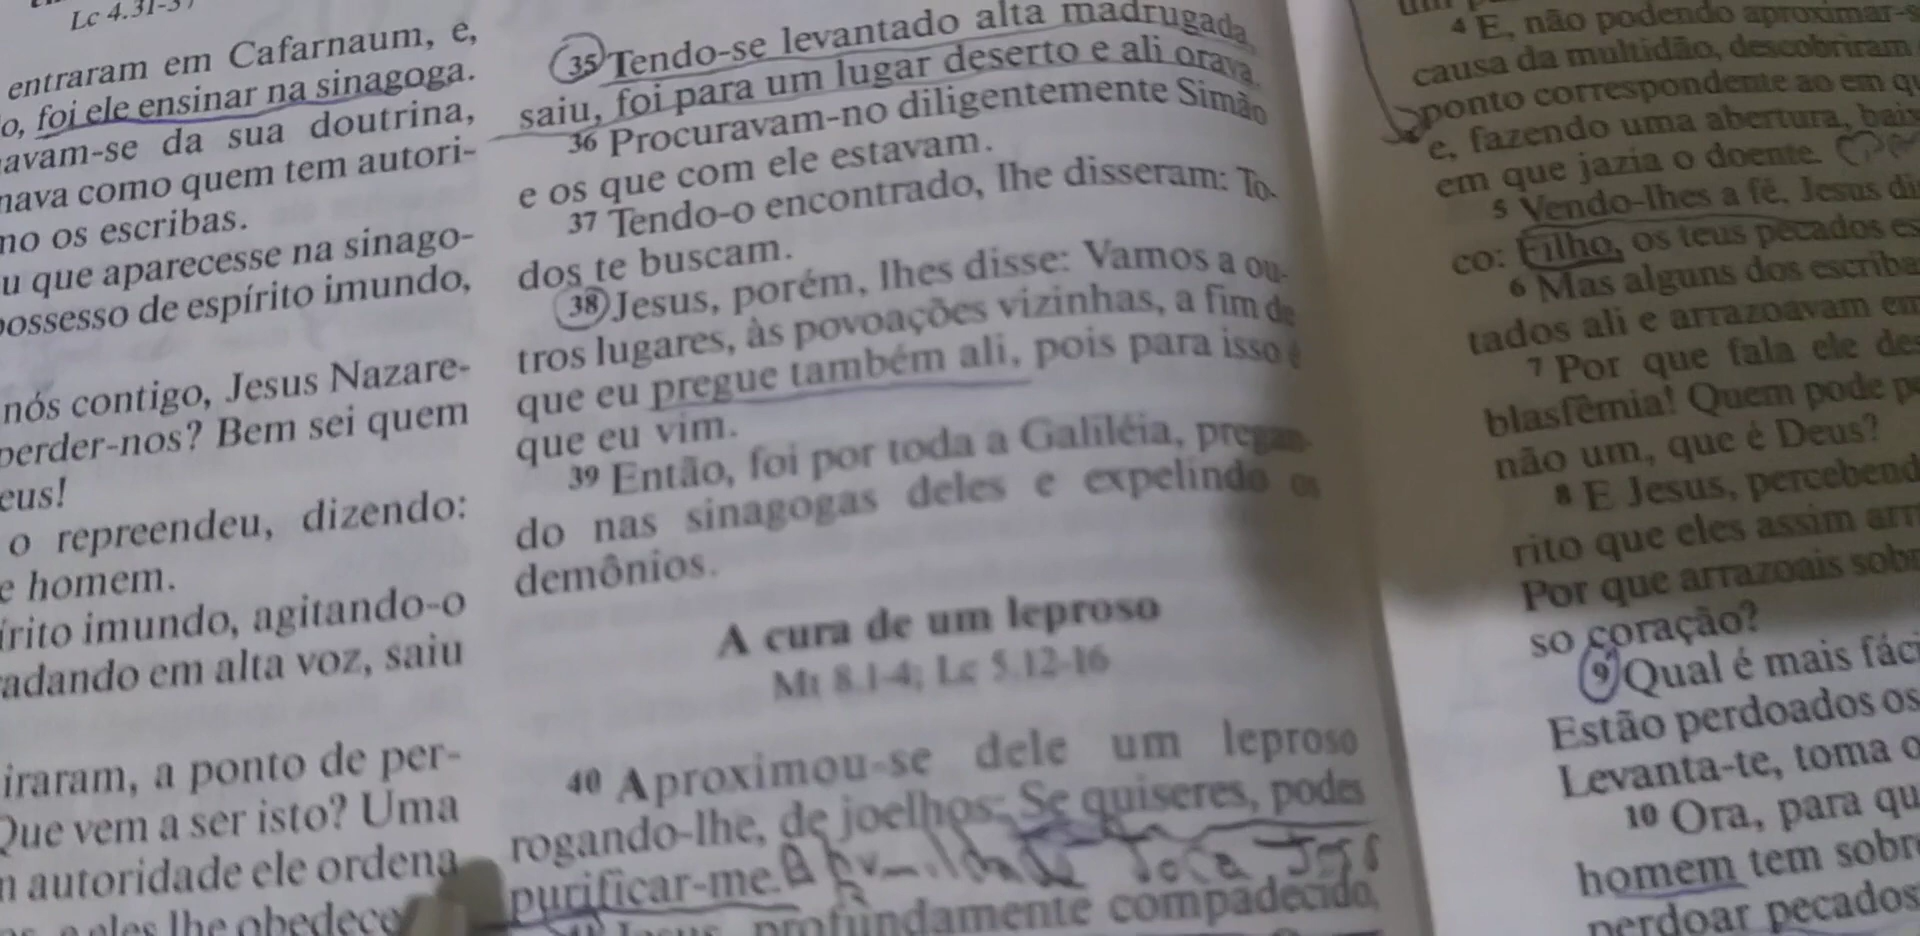 Lc 4.31-3
entraram em Cafarnaum, e,
o, foi ele ensinar na sinagoga.
avam-se da sua doutrina,
nava como quem tem autori-
mo os escribas.
u que aparecesse na sinago-
possesso de espírito imundo,
nós contigo, Jesus Nazare-
perder-nos? Bem sei quem
eus!
o repreendeu, dizendo:
e homem.
írito imundo, agitando-o
adando em alta voz, saiu
iraram, a ponto de per-
Que vem a ser isto? Uma
m autoridade ele ordena
eles lhe obedece
35 Tendo-se levantado alta madrugada,
saiu, foi para um lugar deserto e ali orava.
36 Procuravam-no diligentemente Simão
e os que com ele estavam.
37 Tendo-o encontrado, lhe disseram: To-
dos te buscam.
38 Jesus, porém, lhes disse: Vamos a ou-
tros lugares, às povoações vizinhas, a fim de
que eu pregue também ali, pois para isso é
que eu vim.
39 Então, foi por toda a Galiléia, pregan-
do nas sinagogas deles e expelindo os
demônios.
A cura de um leproso
Mt 8.1-4; Lc 5.12-16
40 Aproximou-se dele um leproso
rogando-lhe, de joelhos: Se quiseres, podes
purificar-me.
profundamente compadecido,
4 E, não podendo aproximar-s
causa da multidão, descobriram
ponto correspondente ao em qu
e, fazendo uma abertura, baix
em que jazia o doente.
5 Vendo-lhes a fé, Jesus di
co: Filho, os teus pecados es
6 Mas alguns dos escriba
tados ali e arrazoavam em
7 Por que fala ele des
blasfêmia! Quem pode p
não um, que é Deus?
8 E Jesus, percebend
rito que eles assim arr
Por que arrazoais sobr
so coração?
9 Qual é mais fáci
Estão perdoados os
Levanta-te, toma o
10 Ora, para qu
homem tem sobr
perdoar pecados